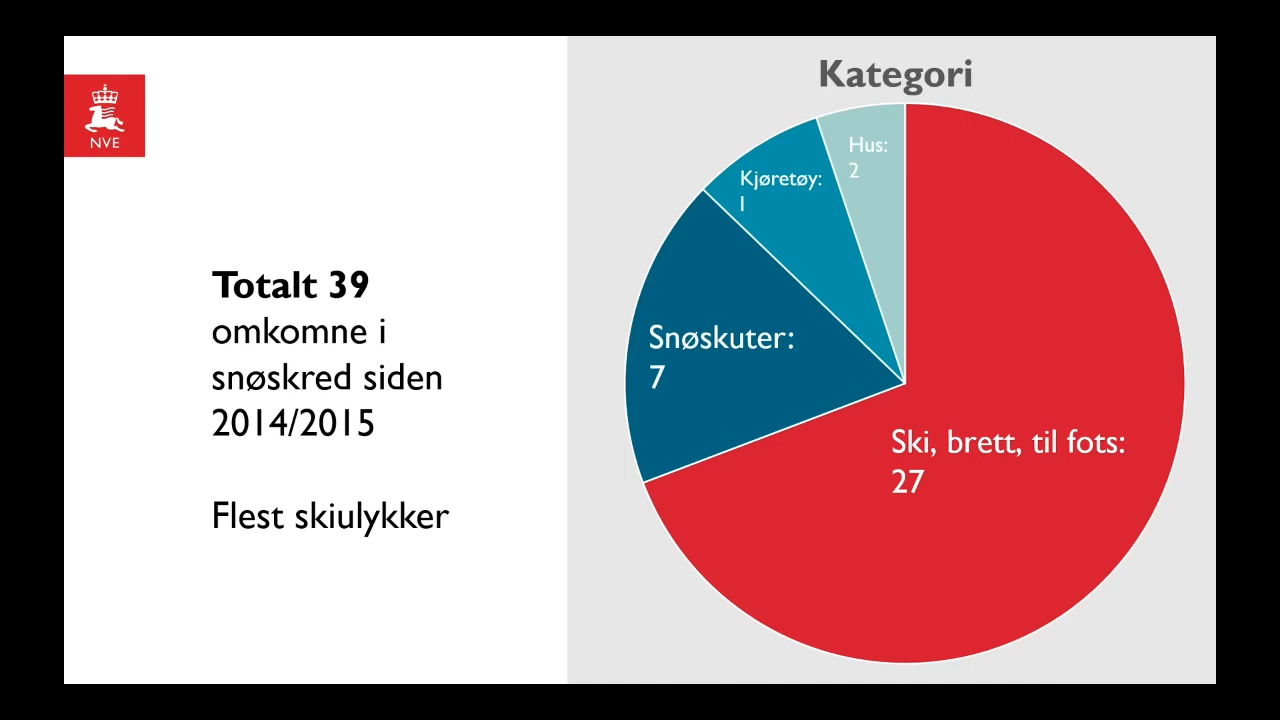 NVE
Totalt 39
omkomne i
snøskred siden
2014/2015
Flest skiulykker
Kategori
Hus:
2
Kjøretøy:
1
Snøskuter:
7
Ski, brett, til fots:
27